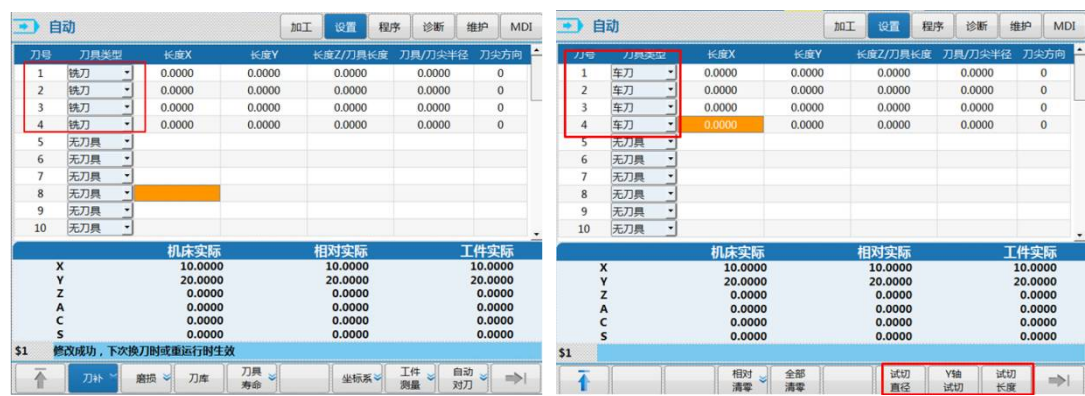 自动 加工 设置 程序 诊断 维护 MDI
刀号 刀具类型 长度X 长度Y 长度Z/刀具长度 刀具/刀尖半径 刀尖方向
1 铣刀 0.0000 0.0000 0.0000 0.0000 0
2 铣刀 0.0000 0.0000 0.0000 0.0000 0
3 铣刀 0.0000 0.0000 0.0000 0.0000 0
4 铣刀 0.0000 0.0000 0.0000 0.0000 0
5 无刀具
6 无刀具
7 无刀具
8 无刀具
9 无刀具
10 无刀具
机床实际 相对实际 工件实际
X 10.0000 10.0000 10.0000
Y 20.0000 20.0000 20.0000
Z 0.0000 0.0000 0.0000
A 0.0000 0.0000 0.0000
C 0.0000 0.0000 0.0000
S 0.0000 0.0000 0.0000
$1 修改成功，下次换刀时或重运行时生效
刀补 磨损 刀库 刀具寿命 坐标系 工件测量 自动对刀
自动 加工 设置 程序 诊断 维护 MDI
刀号 刀具类型 长度X 长度Y 长度Z/刀具长度 刀具/刀尖半径 刀尖方向
1 车刀 0.0000 0.0000 0.0000 0.0000 0
2 车刀 0.0000 0.0000 0.0000 0.0000 0
3 车刀 0.0000 0.0000 0.0000 0.0000 0
4 车刀 0.0000 0.0000 0.0000 0.0000 0
5 无刀具
6 无刀具
7 无刀具
8 无刀具
9 无刀具
10 无刀具
机床实际 相对实际 工件实际
X 10.0000 10.0000 10.0000
Y 20.0000 20.0000 20.0000
Z 0.0000 0.0000 0.0000
A 0.0000 0.0000 0.0000
C 0.0000 0.0000 0.0000
S 0.0000 0.0000 0.0000
$1
相对清零 全部清零 试切直径 Y轴试切 试切长度